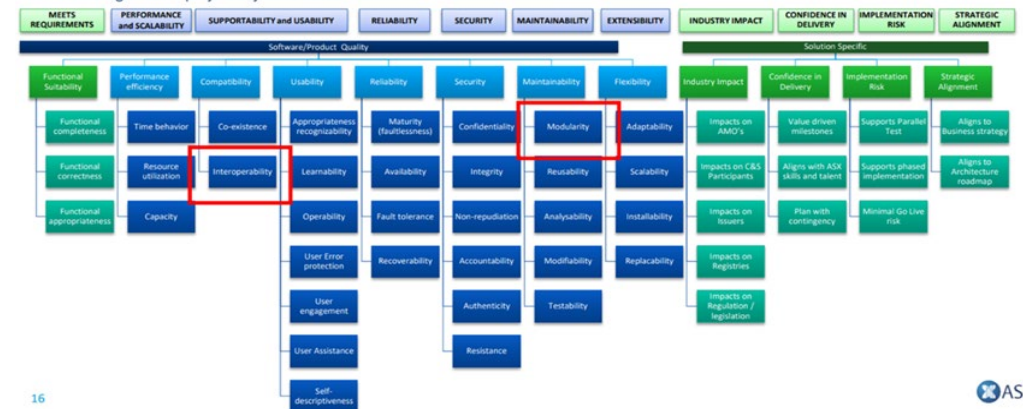 MEETS
REQUIREMENTS
PERFORMANCE
and SCALABILITY
SUPPORTABILITY and USABILITY
RELIABILITY
SECURITY
MAINTAINABILITY
EXTENSIBILITY
INDUSTRY IMPACT
CONFIDENCE IN
DELIVERY
IMPLEMENTATION
RISK
STRATEGIC
ALIGNMENT
Software/Product Quality
Solution Specific
Functional
Suitability
Performance
efficiency
Compatibility
Usability
Reliability
Security
Maintainability
Flexibility
Industry Impact
Confidence in
Delivery
Implementation
Risk
Strategic
Alignment
Functional
completeness
Time behavior
Co-existence
Appropriateness
recognizability
Maturity
(faultlessness)
Confidentiality
Modularity
Adaptability
Impacts on
AMO's
Value driven
milestones
Supports Parallel
Test
Aligns to
Business strategy
Functional
correctness
Resource
utilization
Interoperability
Learnability
Availability
Integrity
Reusability
Scalability
Impacts on C&S
Participants
Aligns with ASX
skills and talent
Supports phased
implementation
Aligns to
Architecture
roadmap
Functional
appropriateness
Capacity
Operability
Fault tolerance
Non-repudiation
Analysability
Installability
Impacts on
Issuers
Plan with
contingency
Minimal Go Live
risk
User Error
protection
Recoverability
Accountability
Modifiability
Replacability
Impacts on
Registries
User
engagement
Authenticity
Testability
Impacts on
Regulation /
legislation
User Assistance
Resistance
Self-
descriptiveness
16
AS